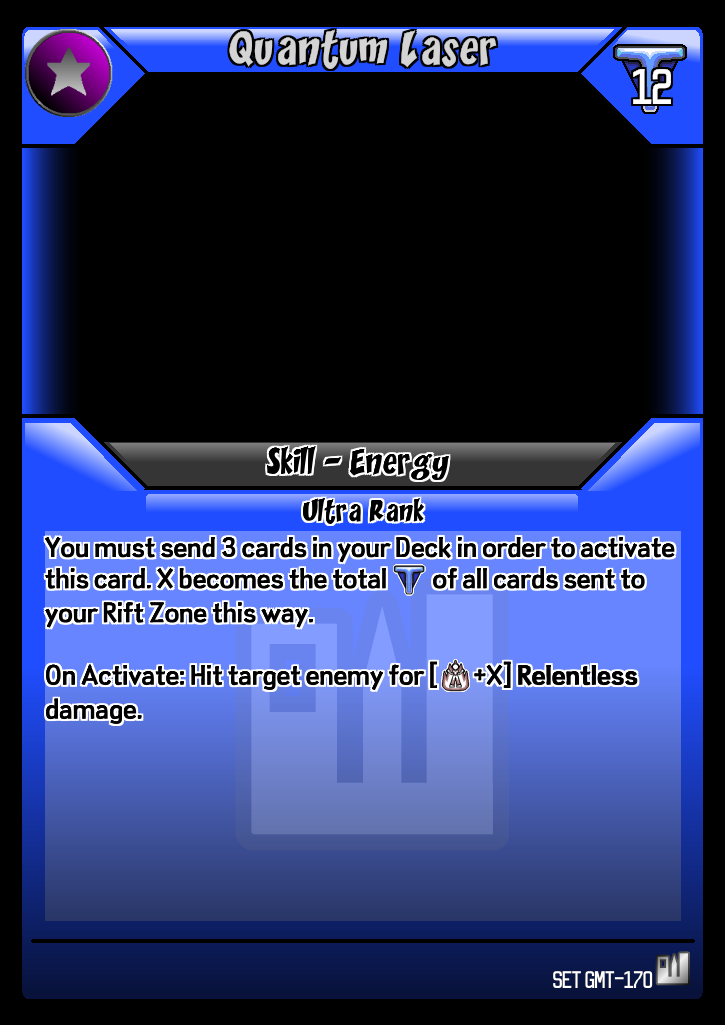 Quantum Laser
12
Skill - Energy
Ultra Rank
You must send 3 cards in your Deck in order to activate
this card. X becomes the total T of all cards sent to
your Rift Zone this way.
On Activate: Hit target enemy for [ +X] Relentless
damage.
SET GMT-170